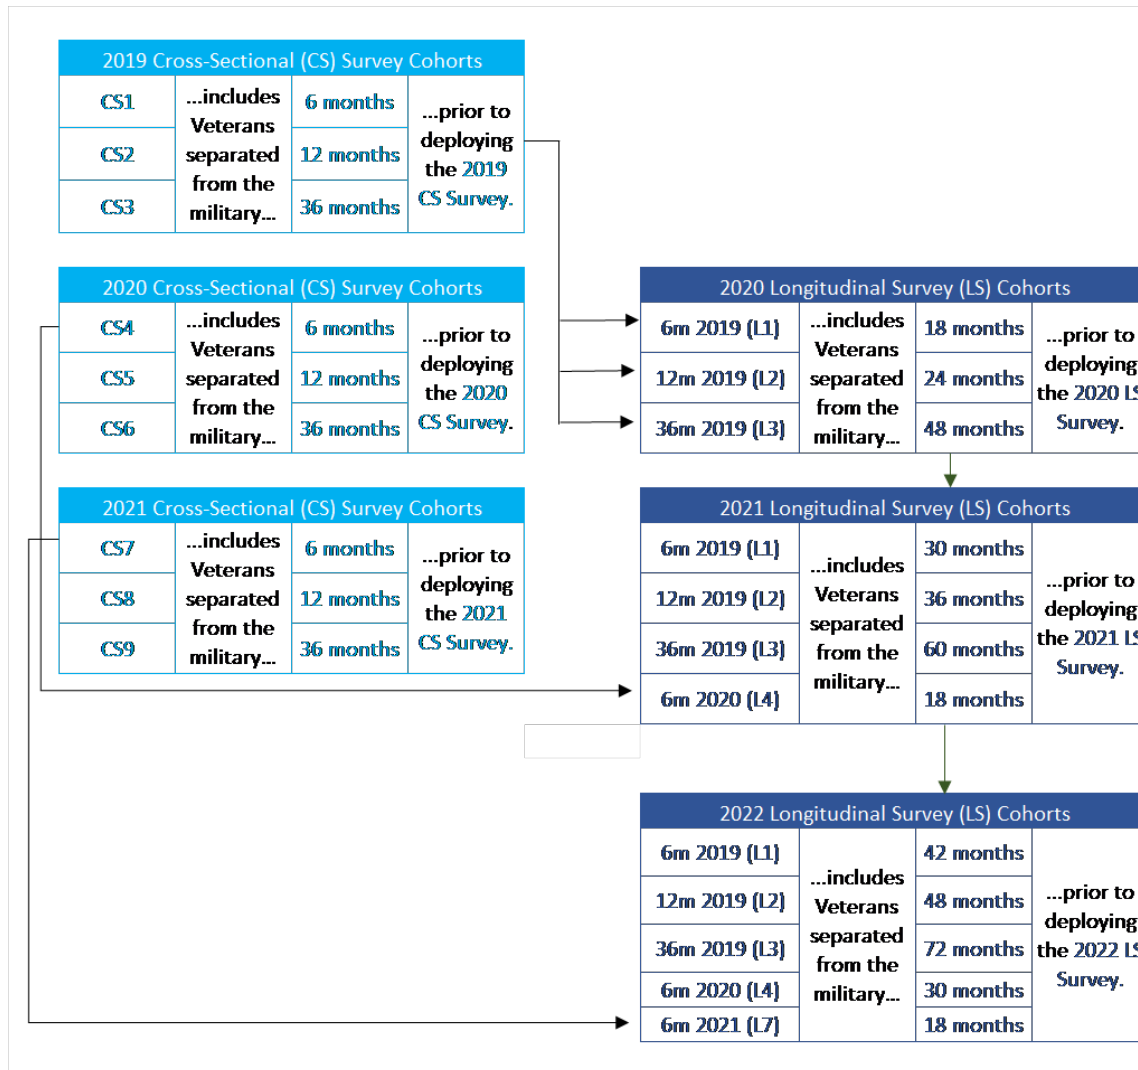 2019 Cross-Sectional (CS) Survey Cohorts
CS1
CS2
CS3
...includes
Veterans
separated
from the
military...
6 months
12 months
36 months
...prior to
deploying
the 2019
CS Survey.
2020 Cross-Sectional (CS) Survey Cohorts
CS4
CS5
CS6
...includes
Veterans
separated
from the
military...
6 months
12 months
36 months
...prior to
deploying
the 2020
CS Survey.
2020 Longitudinal Survey (LS) Cohorts
6m 2019 (L1)
12m 2019 (L2)
36m 2019 (L3)
...includes
Veterans
separated
from the
military...
18 months
24 months
48 months
...prior to
deploying
the 2020 LS
Survey.
2021 Cross-Sectional (CS) Survey Cohorts
CS7
CS8
CS9
...includes
Veterans
separated
from the
military...
6 months
12 months
36 months
...prior to
deploying
the 2021
CS Survey.
2021 Longitudinal Survey (LS) Cohorts
6m 2019 (L1)
12m 2019 (L2)
36m 2019 (L3)
6m 2020 (L4)
...includes
Veterans
separated
from the
military...
30 months
36 months
60 months
18 months
...prior to
deploying
the 2021 LS
Survey.
2022 Longitudinal Survey (LS) Cohorts
6m 2019 (L1)
12m 2019 (L2)
36m 2019 (L3)
6m 2020 (L4)
6m 2021 (L7)
...includes
Veterans
separated
from the
military...
42 months
48 months
72 months
30 months
18 months
...prior to
deploying
the 2022 LS
Survey.